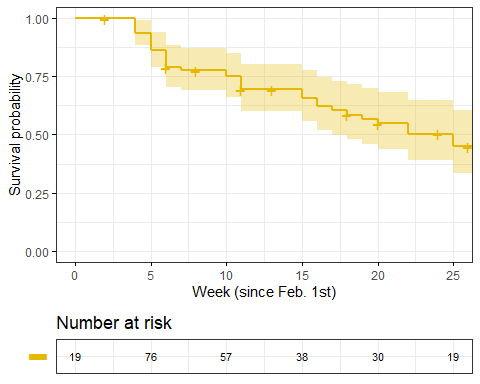 1.00
0.75
0.50
0.25
0.00
Survival probability
0 5 10 15 20 25
Week (since Feb. 1st)
Number at risk
19 76 57 38 30 19